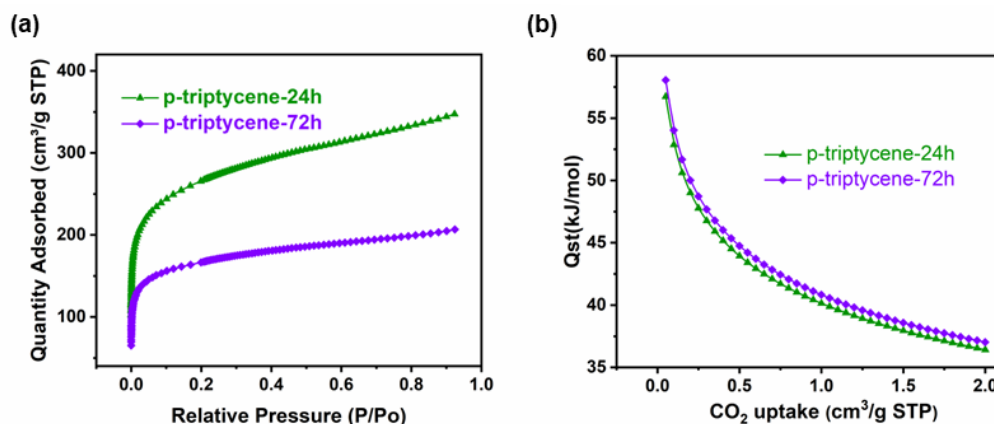 (a)
Quantity Adsorbed (cm³/g STP)
400
300
200
100
p-triptycene-24h
p-triptycene-72h
0.0 0.2 0.4 0.6 0.8 1.0
Relative Pressure (P/Po)
(b)
Qst(kJ/mol)
60
55
50
45
40
35
p-triptycene-24h
p-triptycene-72h
0.0 0.5 1.0 1.5 2.0
CO₂ uptake (cm³/g STP)